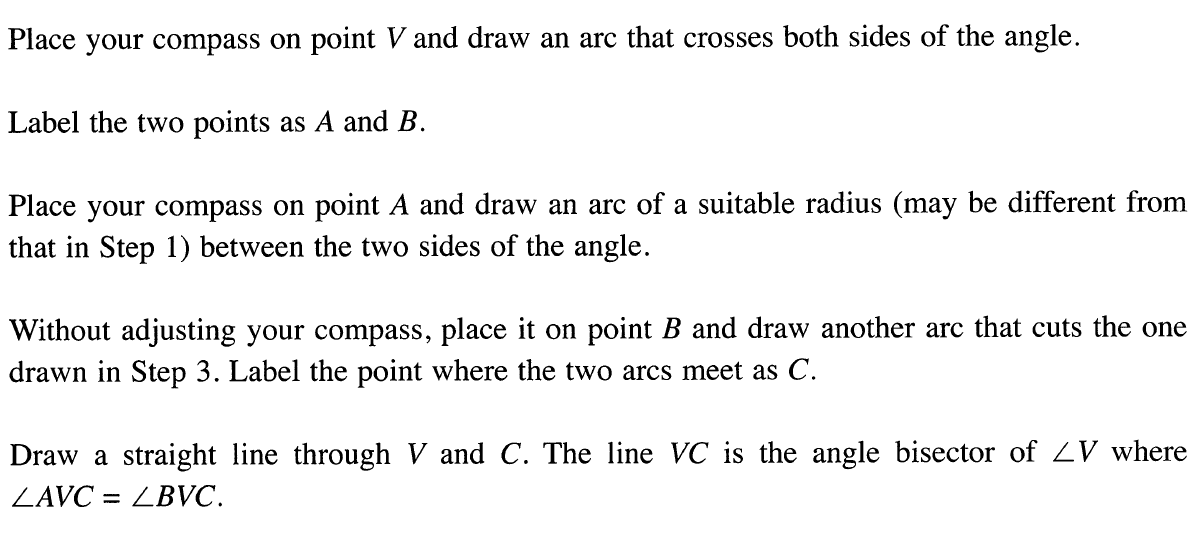 Place your compass on point V and draw an arc that crosses both sides of the angle.
Label the two points as A and B.
Place your compass on point A and draw an arc of a suitable radius (may be different from
that in Step 1) between the two sides of the angle.
Without adjusting your compass, place it on point B and draw another arc that cuts the one
drawn in Step 3. Label the point where the two arcs meet as C.
Draw a straight line through V and C. The line VC is the angle bisector of ∠V where
∠AVC = ∠BVC.